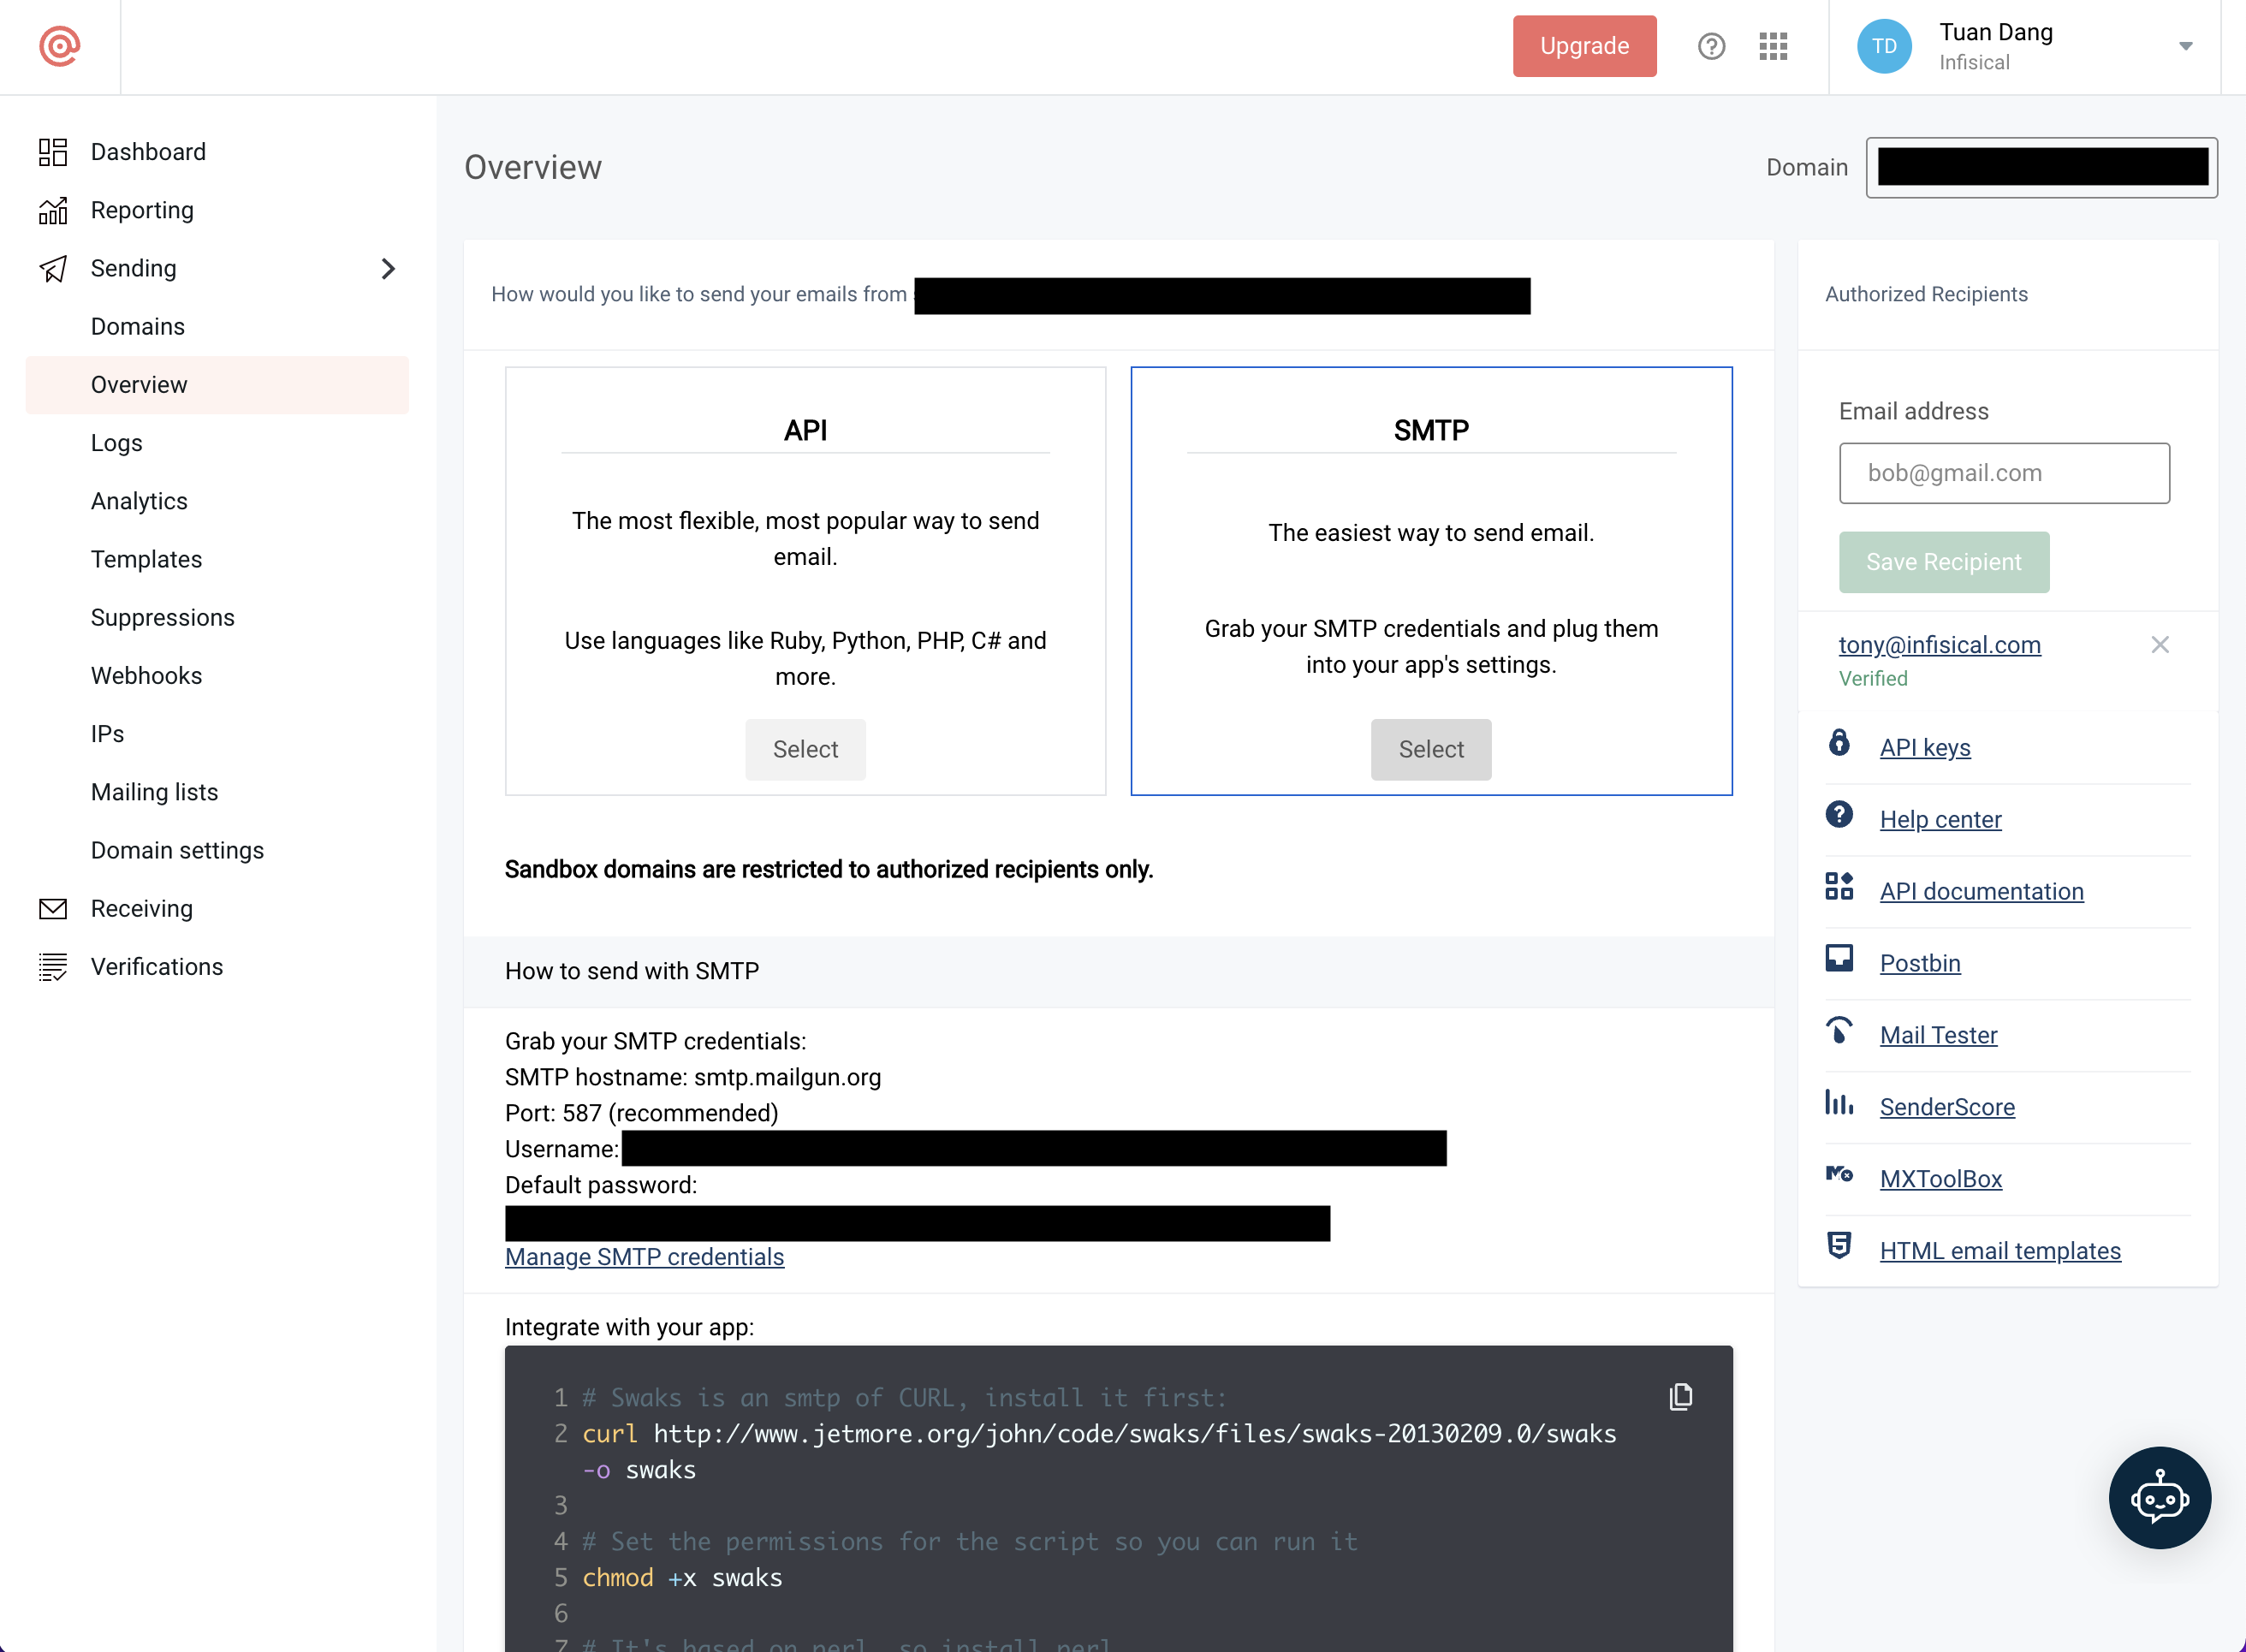 Upgrade
TD
Tuan Dang
Infisical
Dashboard
Reporting
Sending
Domains
Overview
Logs
Analytics
Templates
Suppressions
Webhooks
IPs
Mailing lists
Domain settings
Receiving
Verifications
Overview
Domain
How would you like to send your emails from
API
The most flexible, most popular way to send
email.
Use languages like Ruby, Python, PHP, C# and
more.
Select
SMTP
The easiest way to send email.
Grab your SMTP credentials and plug them
into your app's settings.
Select
Sandbox domains are restricted to authorized recipients only.
How to send with SMTP
Grab your SMTP credentials:
SMTP hostname: smtp.mailgun.org
Port: 587 (recommended)
Username:
Default password:
Manage SMTP credentials
Integrate with your app:
1 # Swaks is an smtp of CURL, install it first:
2 curl http://www.jetmore.org/john/code/swaks/files/swaks-20130209.0/swaks
-o swaks
3
4 # Set the permissions for the script so you can run it
5 chmod +x swaks
6
7 # It's based on perl, so install perl
Authorized Recipients
Email address
bob@gmail.com
Save Recipient
tony@infisical.com
Verified
API keys
Help center
API documentation
Postbin
Mail Tester
SenderScore
MXToolBox
HTML email templates